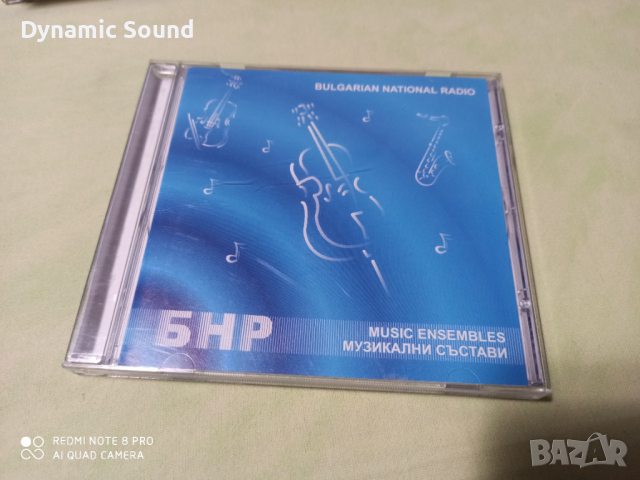 Dynamic Sound
BULGARIAN NATIONAL RADIO
БНР
MUSIC ENSEMBLES
МУЗИКАЛНИ СЪСТАВИ
REDMI NOTE 8 PRO
AI QUAD CAMERA
BAZAR